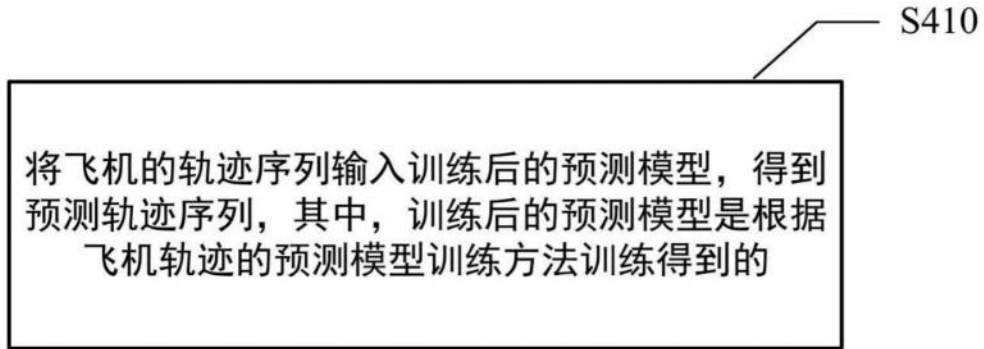 S410
将飞机的轨迹序列输入训练后的预测模型，得到
预测轨迹序列，其中，训练后的预测模型是根据
飞机轨迹的预测模型训练方法训练得到的